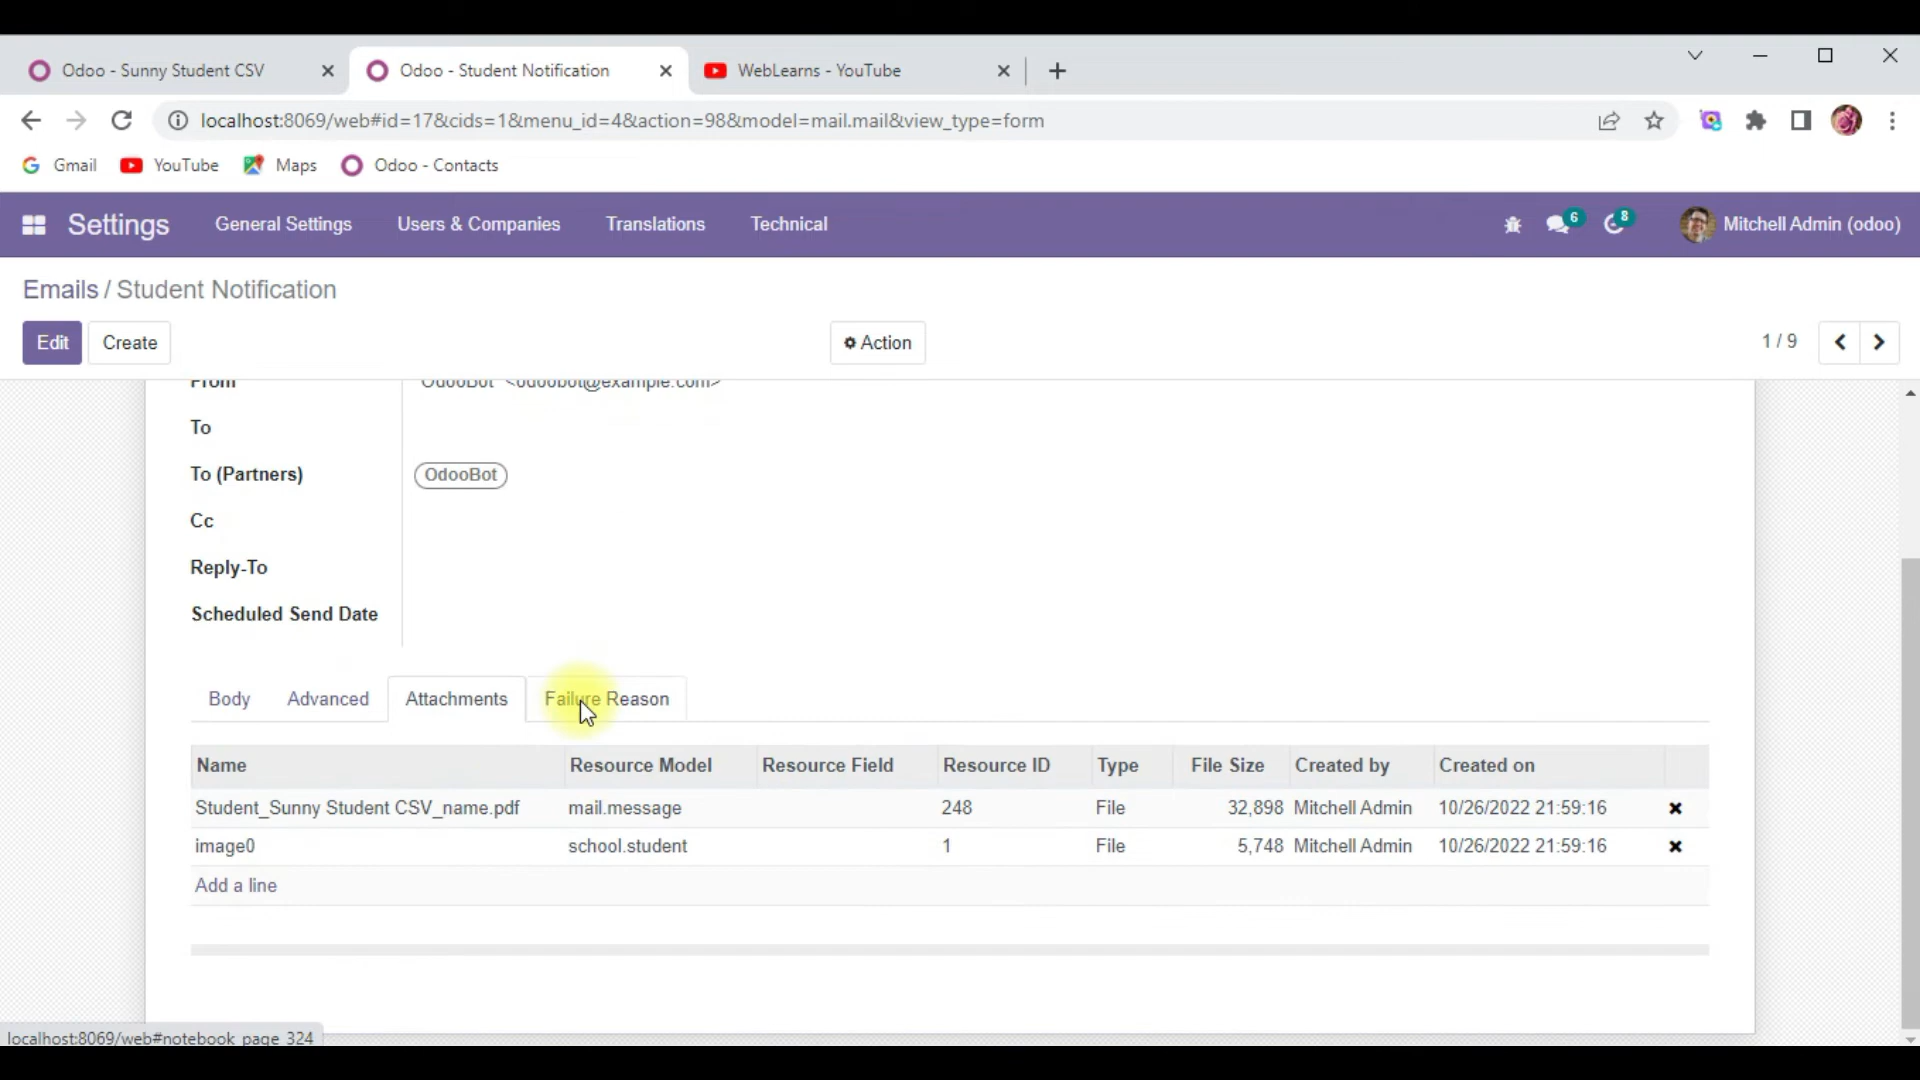 Odoo - Sunny Student CSV
Odoo - Student Notification
WebLearns - YouTube
localhost:8069/web#id=17&cids=1&menu_id=4&action=98&model=mail.mail&view_type=form
Gmail YouTube Maps Odoo - Contacts
Settings General Settings Users & Companies Translations Technical 6 8 Mitchell Admin (odoo)
Emails / Student Notification
Edit Create Action 1 / 9
From OdooBot <odoobot@example.com>
To
To (Partners) OdooBot
Cc
Reply-To
Scheduled Send Date
Body Advanced Attachments Failure Reason
Name Resource Model Resource Field Resource ID Type File Size Created by Created on
Student_Sunny Student CSV_name.pdf mail.message 248 File 32,898 Mitchell Admin 10/26/2022 21:59:16
image0 school.student 1 File 5,748 Mitchell Admin 10/26/2022 21:59:16
Add a line
localhost:8069/web#notebook_page_324